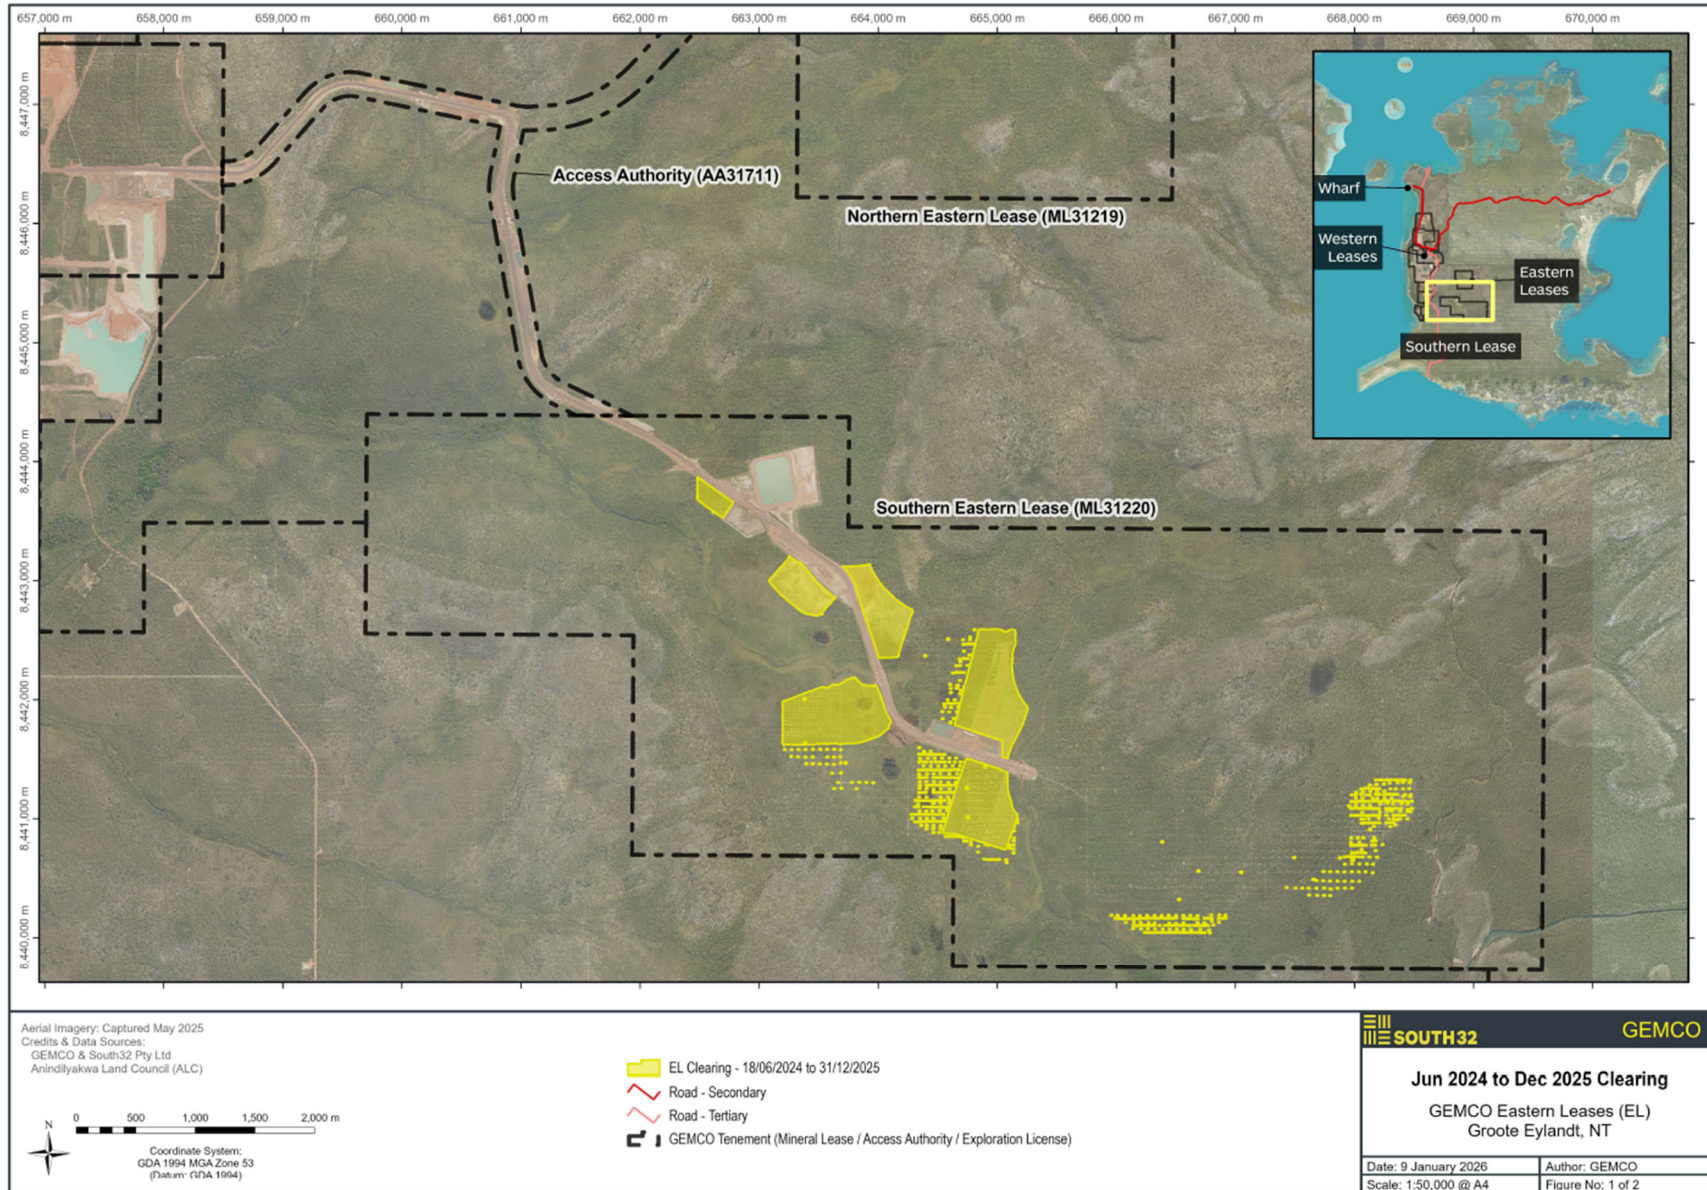 657,000 m 658,000 m 659,000 m 660,000 m 661,000 m 662,000 m 663,000 m 664,000 m 665,000 m 666,000 m 667,000 m 668,000 m 669,000 m 670,000 m
8,447,000 m
8,446,000 m
8,445,000 m
8,444,000 m
8,443,000 m
8,442,000 m
8,441,000 m
8,440,000 m
Access Authority (AA31711)
Northern Eastern Lease (ML31219)
Southern Eastern Lease (ML31220)
Wharf
Western
Leases
Eastern
Leases
Southern Lease
Aerial Imagery: Captured May 2025
Credits & Data Sources:
GEMCO & South32 Pty Ltd
Anindilyakwa Land Council (ALC)
N
0 500 1,000 1,500 2,000 m
Coordinate System:
GDA 1994 MGA Zone 53
(Datum: GDA 1994)
EL Clearing - 18/06/2024 to 31/12/2025
Road - Secondary
Road - Tertiary
GEMCO Tenement (Mineral Lease / Access Authority / Exploration License)
SOUTH32 GEMCO
Jun 2024 to Dec 2025 Clearing
GEMCO Eastern Leases (EL)
Groote Eylandt, NT
Date: 9 January 2026 Author: GEMCO
Scale: 1:50,000 @ A4 Figure No: 1 of 2